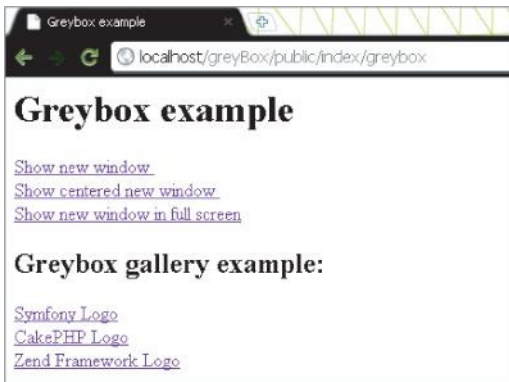 Greybox example
localhost/greyBox/public/index/greybox
Greybox example
Show new window
Show centered new window
Show new window in full screen
Greybox gallery example:
Symfony Logo
CakePHP Logo
Zend Framework Logo